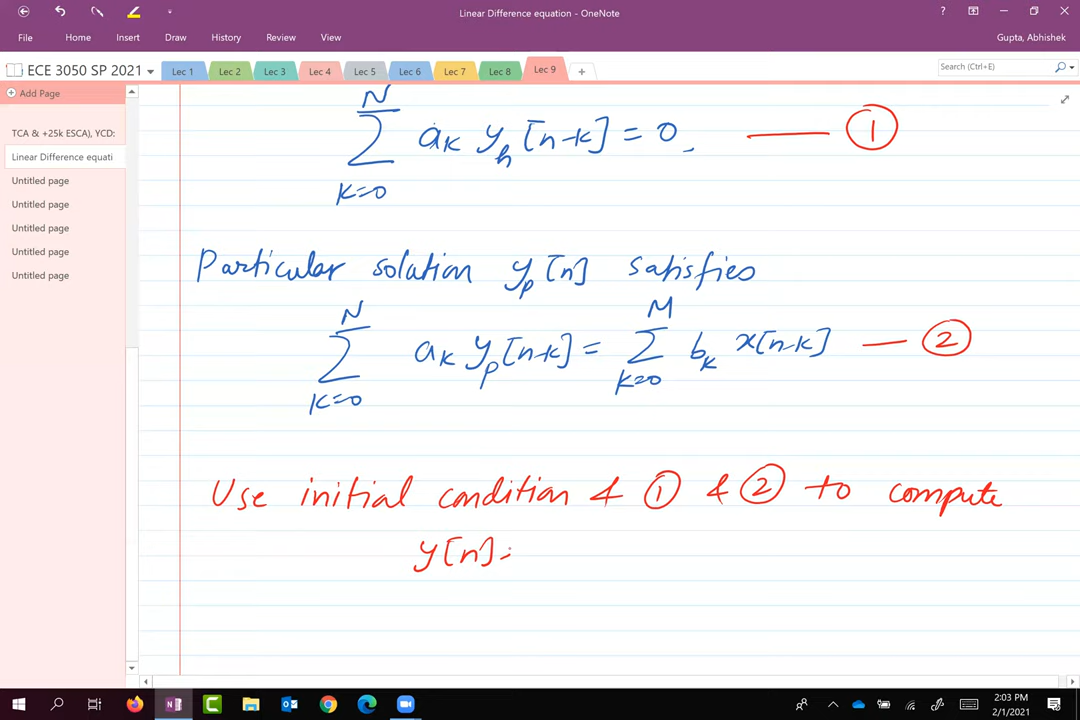 Linear Difference equation - OneNote
?
File Home Insert Draw History Review View Gupta, Abhishek
ECE 3050 SP 2021 Lec 1 Lec 2 Lec 3 Lec 4 Lec 5 Lec 6 Lec 7 Lec 8 Lec 9 + Search (Ctrl+E)
Add Page
TCA & +25k ESCA), YCD:
Linear Difference equati
Untitled page
Untitled page
Untitled page
Untitled page
Untitled page
N
∑ aₖ yₕ[n-k] = 0, —— ①
k=0
Particular solution yₚ[n] satisfies
N M
∑ aₖ yₚ[n-k] = ∑ bₖ x[n-k] — ②
k=0 k=0
Use initial condition & ① & ② to compute
y[n].
2:03 PM
2/1/2021